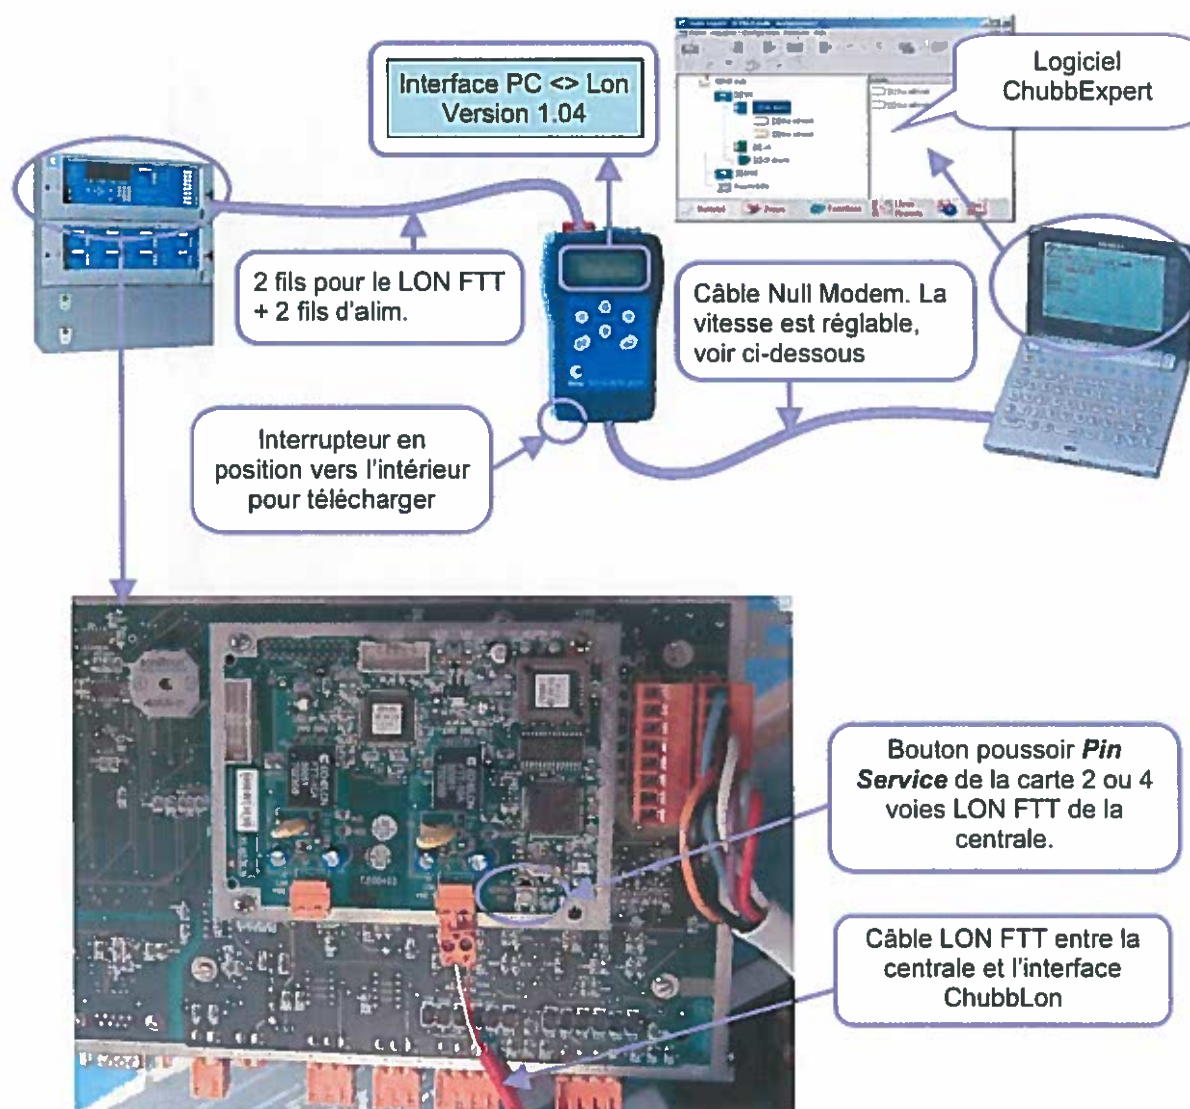 Interface PC <> Lon
Version 1.04
Logiciel
ChubbExpert
2 fils pour le LON FTT
+ 2 fils d'alim.
Câble Null Modem. La
vitesse est réglable,
voir ci-dessous
Interrupteur en
position vers l'intérieur
pour télécharger
Bouton poussoir Pin
Service de la carte 2 ou 4
voies LON FTT de la
centrale.
Câble LON FTT entre la
centrale et l'interface
ChubbLon
ECHELON
ECHELON